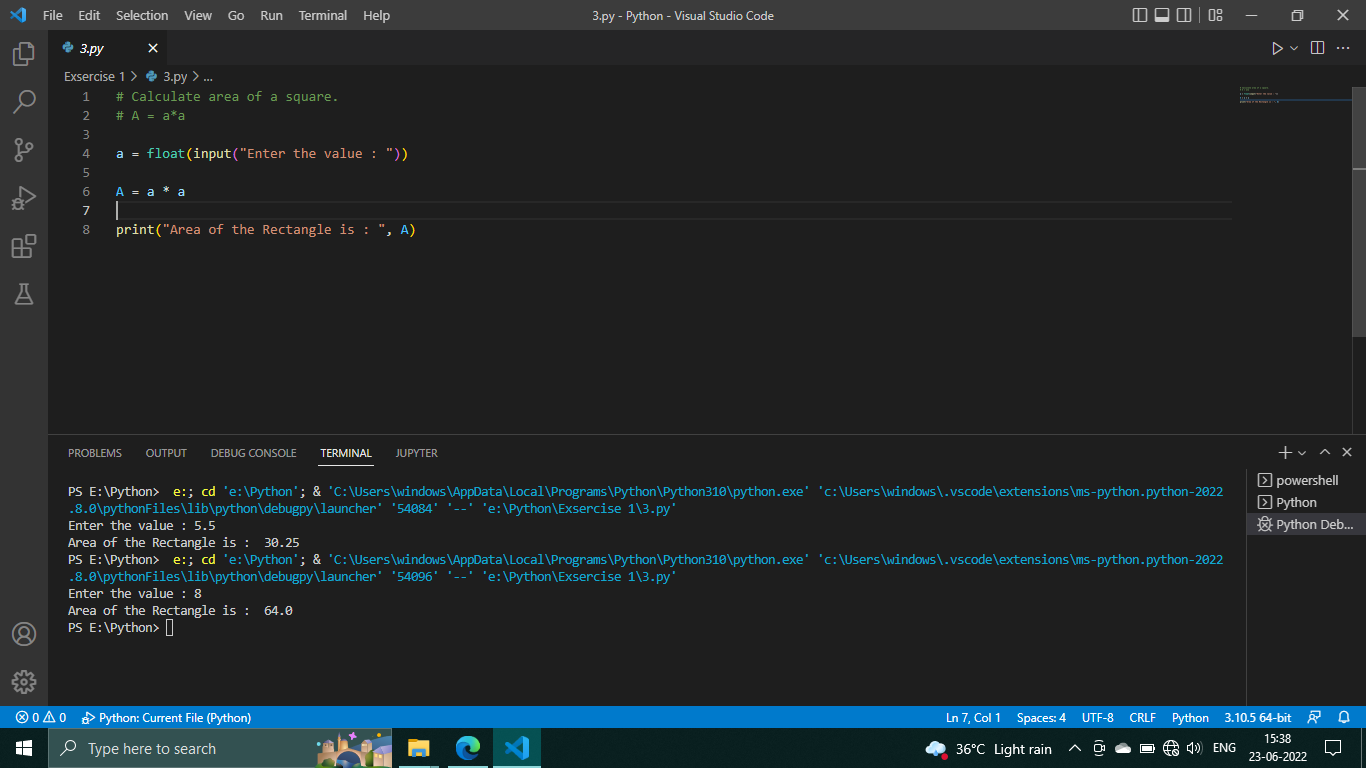 File Edit Selection View Go Run Terminal Help 3.py - Python - Visual Studio Code
3.py
Exsercise 1 > 3.py > ...
1 # Calculate area of a square.
2 # A = a*a
3
4 a = float(input("Enter the value : "))
5
6 A = a * a
7
8 print("Area of the Rectangle is : ", A)
PROBLEMS OUTPUT DEBUG CONSOLE TERMINAL JUPYTER
PS E:\Python>  e:; cd 'e:\Python'; & 'C:\Users\windows\AppData\Local\Programs\Python\Python310\python.exe' 'c:\Users\windows\.vscode\extensions\ms-python.python-2022
.8.0\pythonFiles\lib\python\debugpy\launcher' '54084' '--' 'e:\Python\Exsercise 1\3.py'
Enter the value : 5.5
Area of the Rectangle is :  30.25
PS E:\Python>  e:; cd 'e:\Python'; & 'C:\Users\windows\AppData\Local\Programs\Python\Python310\python.exe' 'c:\Users\windows\.vscode\extensions\ms-python.python-2022
.8.0\pythonFiles\lib\python\debugpy\launcher' '54096' '--' 'e:\Python\Exsercise 1\3.py'
Enter the value : 8
Area of the Rectangle is :  64.0
PS E:\Python>
powershell
Python
Python Deb...
0 0 Python: Current File (Python) Ln 7, Col 1 Spaces: 4 UTF-8 CRLF Python 3.10.5 64-bit
Type here to search 36°C Light rain ENG 15:38
23-06-2022